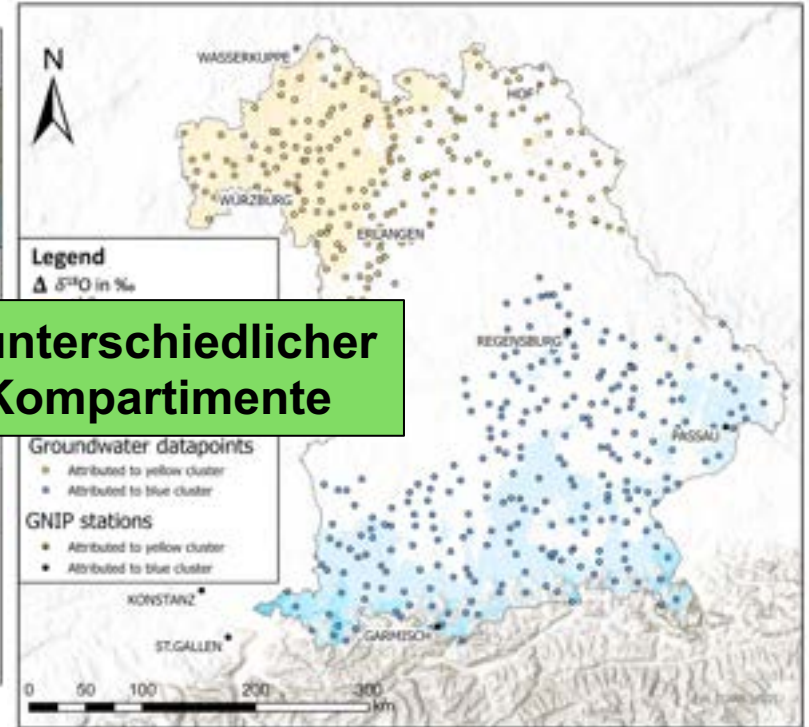 N
WASSERKUPPE
HOF
WÜRZBURG
ERLANGEN
Legend
Δ δ¹⁸O in ‰
unterschiedlicher
Kompartimente
REGENSBURG
Groundwater datapoints
Attributed to yellow cluster
Attributed to blue cluster
PASSAU
GNIP stations
Attributed to yellow cluster
Attributed to blue cluster
KONSTANZ
GARMISCH
ST.GALLEN
0 50 100 200 300
km